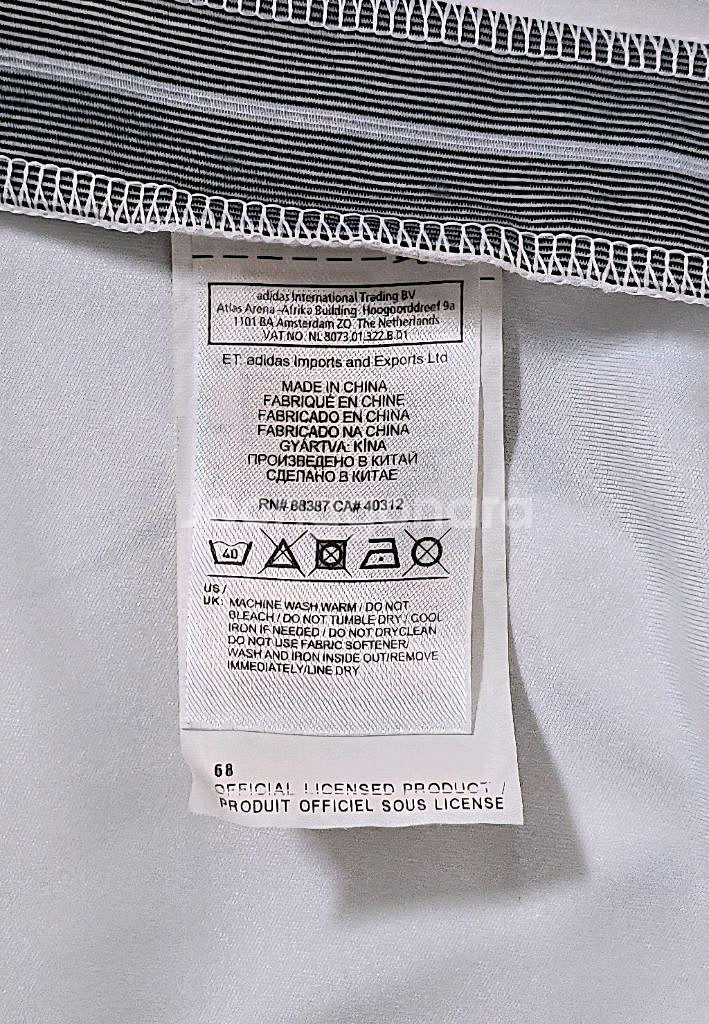 adidas International Trading BV
Atlas Arena -Afrika Building Hoogoorddreef 9a
1101 BA Amsterdam ZO The Netherlands
VAT NO. NL 8073.01.322.B.01
ET: adidas Imports and Exports Ltd
MADE IN CHINA
FABRIQUÉ EN CHINE
FABRICADO EN CHINA
FABRICADO NA CHINA
GYÁRTVA: KÍNA
ПРОИЗВЕДЕНО В КИТАЙ
СДЕЛАНО В КИТАЕ
RN# 88387 CA# 40312
40
US /
UK: MACHINE WASH WARM / DO NOT
BLEACH / DO NOT TUMBLE DRY / COOL
IRON IF NEEDED / DO NOT DRYCLEAN
DO NOT USE FABRIC SOFTENER/
WASH AND IRON INSIDE OUT/REMOVE
IMMEDIATELY/LINE DRY
68
OFFICIAL LICENSED PRODUCT /
PRODUIT OFFICIEL SOUS LICENSE